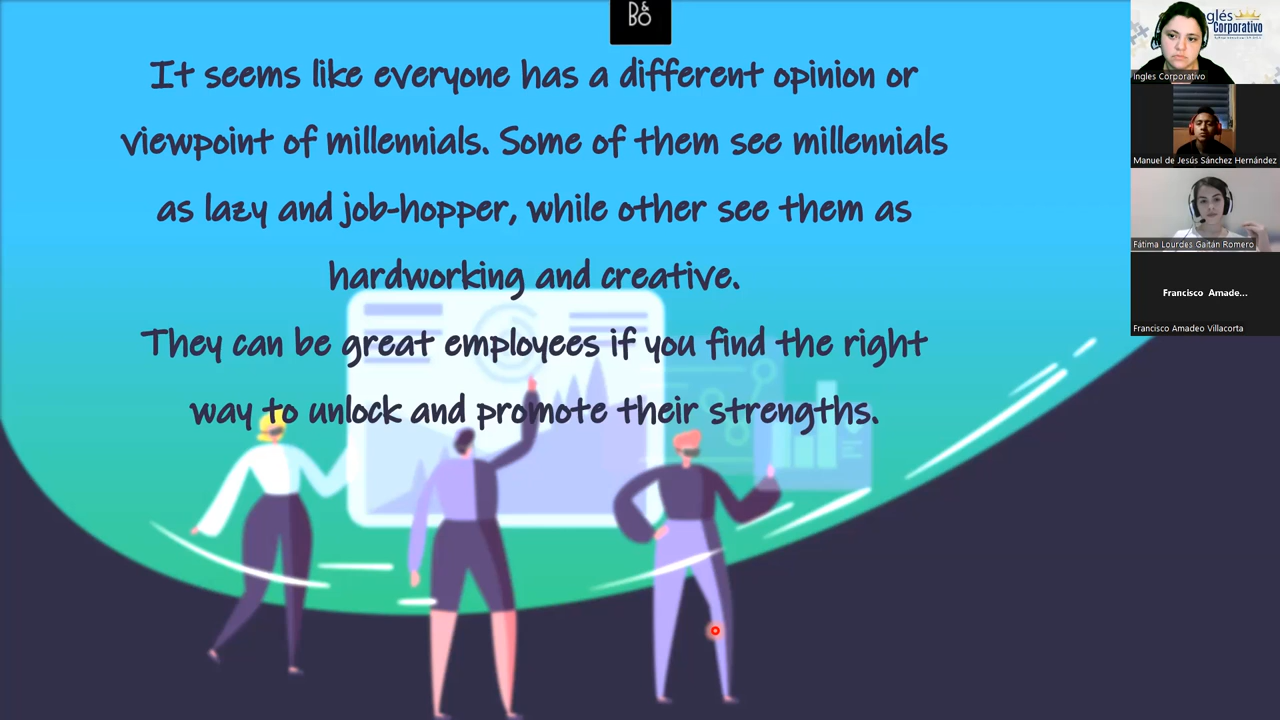 B&O
It seems like everyone has a different opinion or
viewpoint of millennials. Some of them see millennials
as lazy and job-hopper, while other see them as
hardworking and creative.
They can be great employees if you find the right
way to unlock and promote their strengths.
glés
Corporativo
Ingles Corporativo
Manuel de Jesús Sánchez Hernández
Fátima Lourdes Gaitán Romero
Francisco Amade...
Francisco Amadeo Villacorta